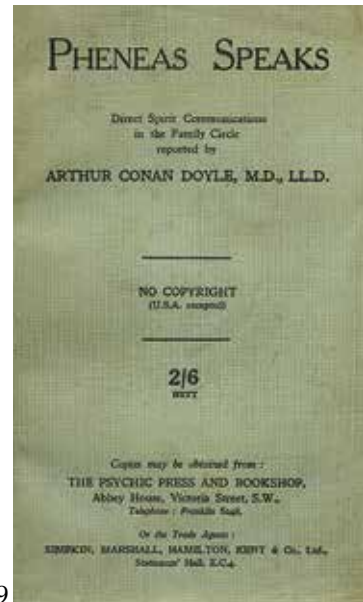 PHENEAS SPEAKS
Direct Spirit Communications
in the Family Circle
reported by
ARTHUR CONAN DOYLE, M.D., LL.D.
NO COPYRIGHT
(U.S.A. excepted)
2/6
NETT
Copies may be obtained from :
THE PSYCHIC PRESS AND BOOKSHOP,
Abbey House, Victoria Street, S.W.,
Telephone : Franklin
Or the Trade Agents :
SIMPKIN, MARSHALL, HAMILTON, KENT & Co., Ltd.,
Stationers' Hall, E.C.4.
9